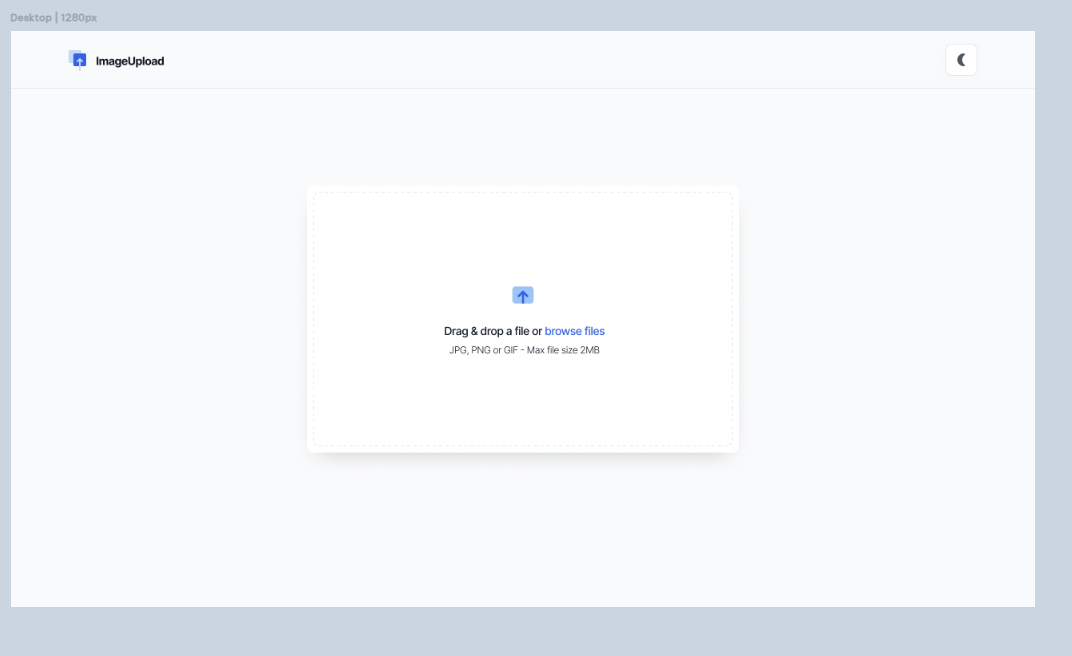 Desktop | 1280px
ImageUpload
Drag & drop a file or browse files
JPG, PNG or GIF - Max file size 2MB